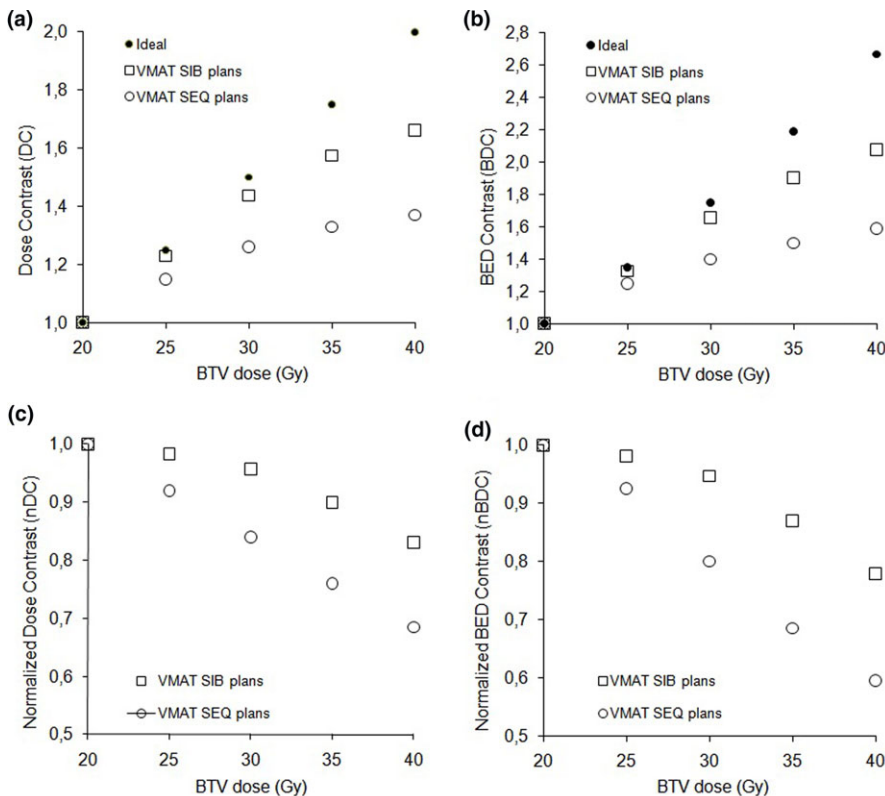 (a)
Dose Contrast (DC)
2,0
1,8
1,6
1,4
1,2
1,0
Ideal
VMAT SIB plans
VMAT SEQ plans
20 25 30 35 40
BTV dose (Gy)
(b)
BED Contrast (BDC)
2,8
2,6
2,4
2,2
2,0
1,8
1,6
1,4
1,2
1,0
Ideal
VMAT SIB plans
VMAT SEQ plans
20 25 30 35 40
BTV dose (Gy)
(c)
Normalized Dose Contrast (nDC)
1,0
0,9
0,8
0,7
0,6
0,5
VMAT SIB plans
VMAT SEQ plans
20 25 30 35 40
BTV dose (Gy)
(d)
Normalized BED Contrast (nBDC)
1,0
0,9
0,8
0,7
0,6
0,5
VMAT SIB plans
VMAT SEQ plans
20 25 30 35 40
BTV dose (Gy)